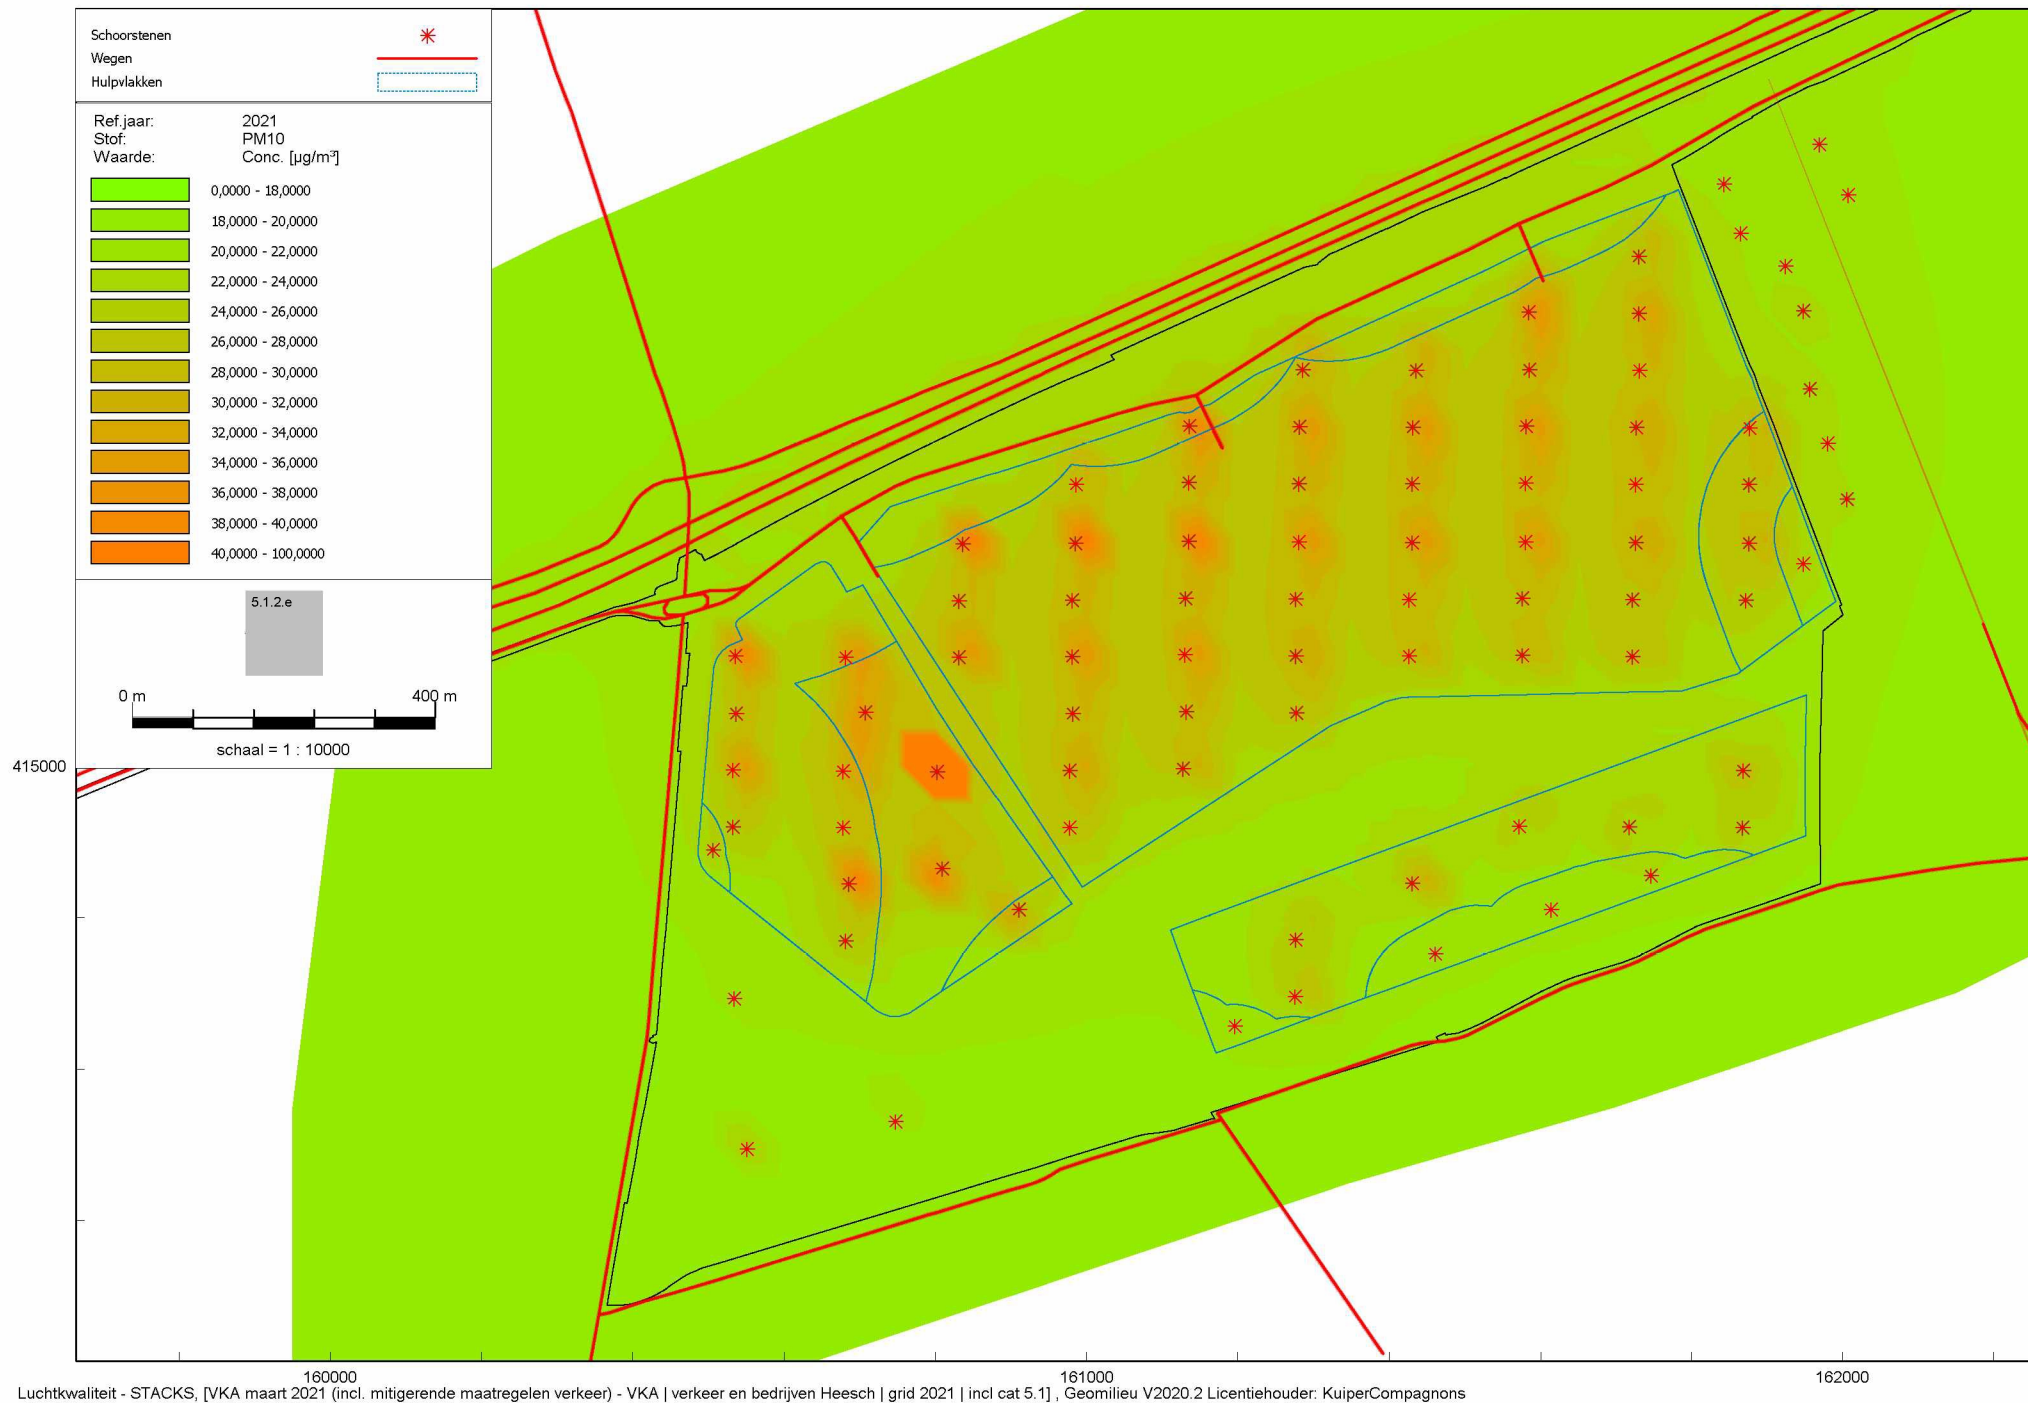 Schoorstenen
Wegen
Hulpvlakken
Ref.jaar: 2021
Stof: PM10
Waarde: Conc. [µg/m³]
0,0000 - 18,0000
18,0000 - 20,0000
20,0000 - 22,0000
22,0000 - 24,0000
24,0000 - 26,0000
26,0000 - 28,0000
28,0000 - 30,0000
30,0000 - 32,0000
32,0000 - 34,0000
34,0000 - 36,0000
36,0000 - 38,0000
38,0000 - 40,0000
40,0000 - 100,0000
5.1.2.e
0 m 400 m
schaal = 1 : 10000
415000
160000 161000 162000
Luchtkwaliteit - STACKS, [VKA maart 2021 (incl. mitigerende maatregelen verkeer) - VKA | verkeer en bedrijven Heesch | grid 2021 | incl cat 5.1] , Geomilieu V2020.2 Licentiehouder: KuiperCompagnons